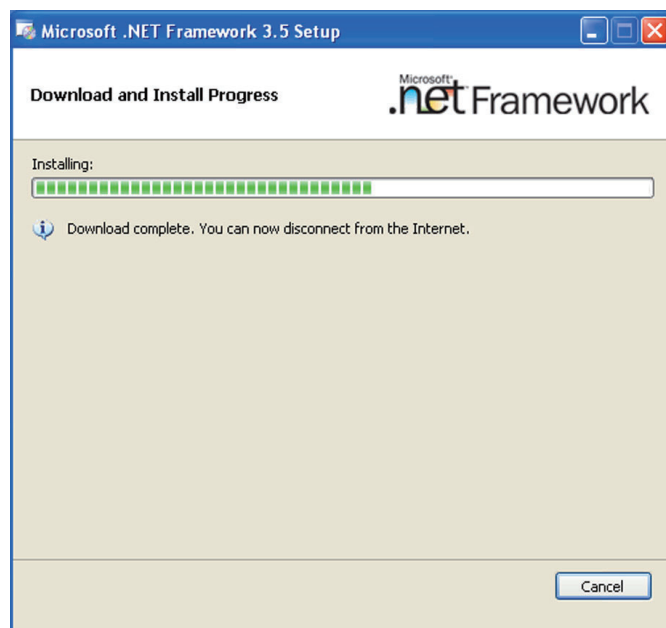 Microsoft .NET Framework 3.5 Setup
Download and Install Progress
Microsoft
.net Framework
Installing:
Download complete. You can now disconnect from the Internet.
Cancel